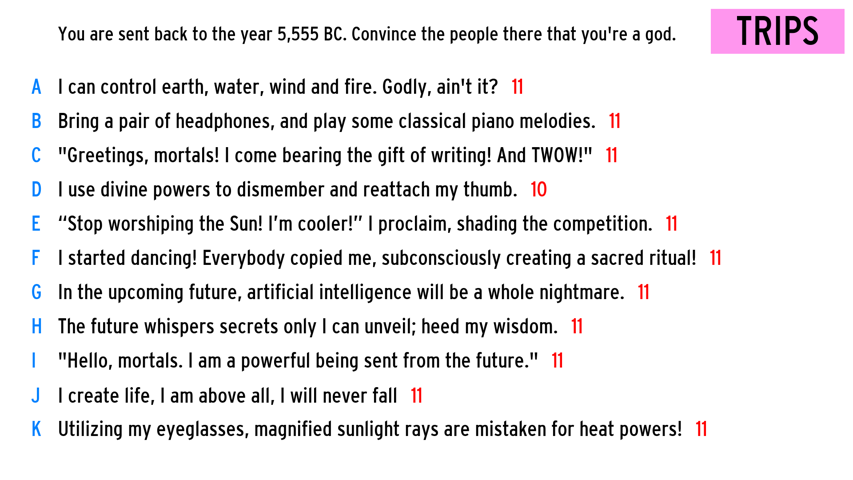 You are sent back to the year 5,555 BC. Convince the people there that you're a god.
TRIPS
A I can control earth, water, wind and fire. Godly, ain't it? 11
B Bring a pair of headphones, and play some classical piano melodies. 11
C "Greetings, mortals! I come bearing the gift of writing! And TWOW!" 11
D I use divine powers to dismember and reattach my thumb. 10
E “Stop worshiping the Sun! I’m cooler!” I proclaim, shading the competition. 11
F I started dancing! Everybody copied me, subconsciously creating a sacred ritual! 11
G In the upcoming future, artificial intelligence will be a whole nightmare. 11
H The future whispers secrets only I can unveil; heed my wisdom. 11
I "Hello, mortals. I am a powerful being sent from the future." 11
J I create life, I am above all, I will never fall 11
K Utilizing my eyeglasses, magnified sunlight rays are mistaken for heat powers! 11